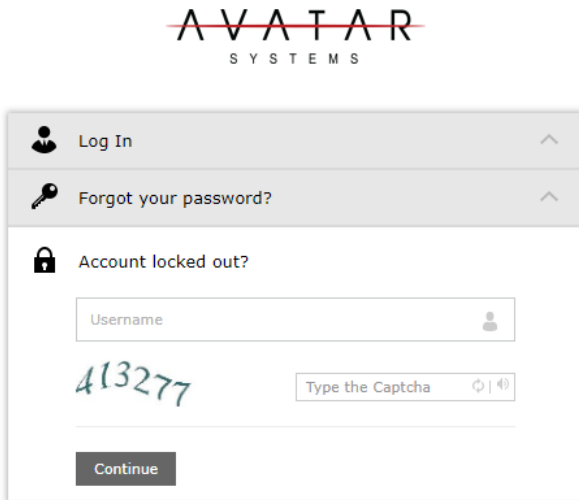 AVATAR
SYSTEMS
Log In
Forgot your password?
Account locked out?
Username
413277
Type the Captcha
Continue